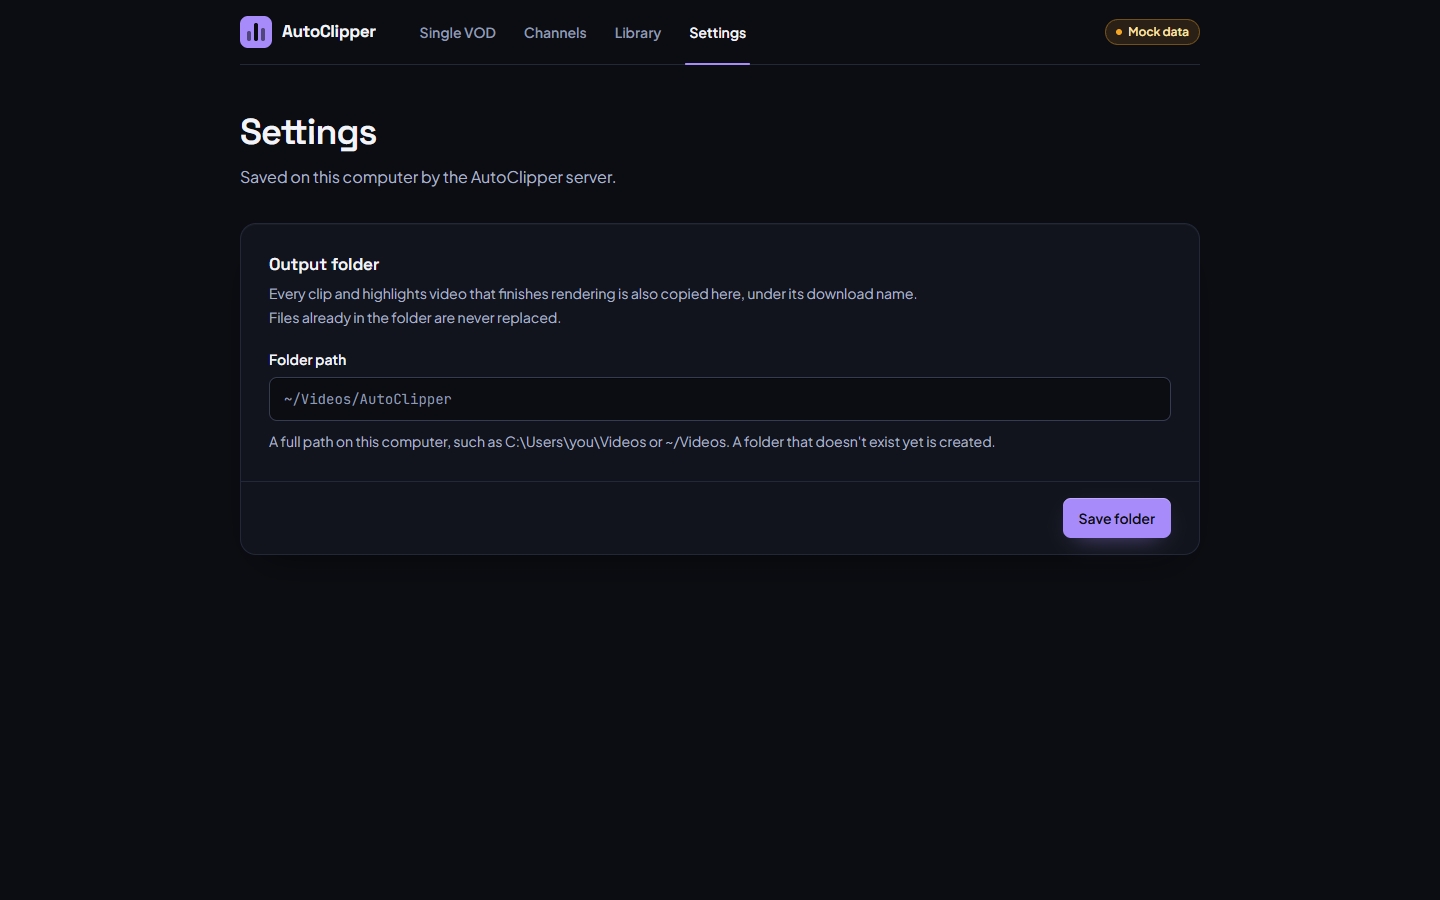 AutoClipper
Single VOD
Channels
Library
Settings
Mock data
Settings
Saved on this computer by the AutoClipper server.
Output folder
Every clip and highlights video that finishes rendering is also copied here, under its download name.
Files already in the folder are never replaced.
Folder path
~/Videos/AutoClipper
A full path on this computer, such as C:\Users\you\Videos or ~/Videos. A folder that doesn't exist yet is created.
Save folder